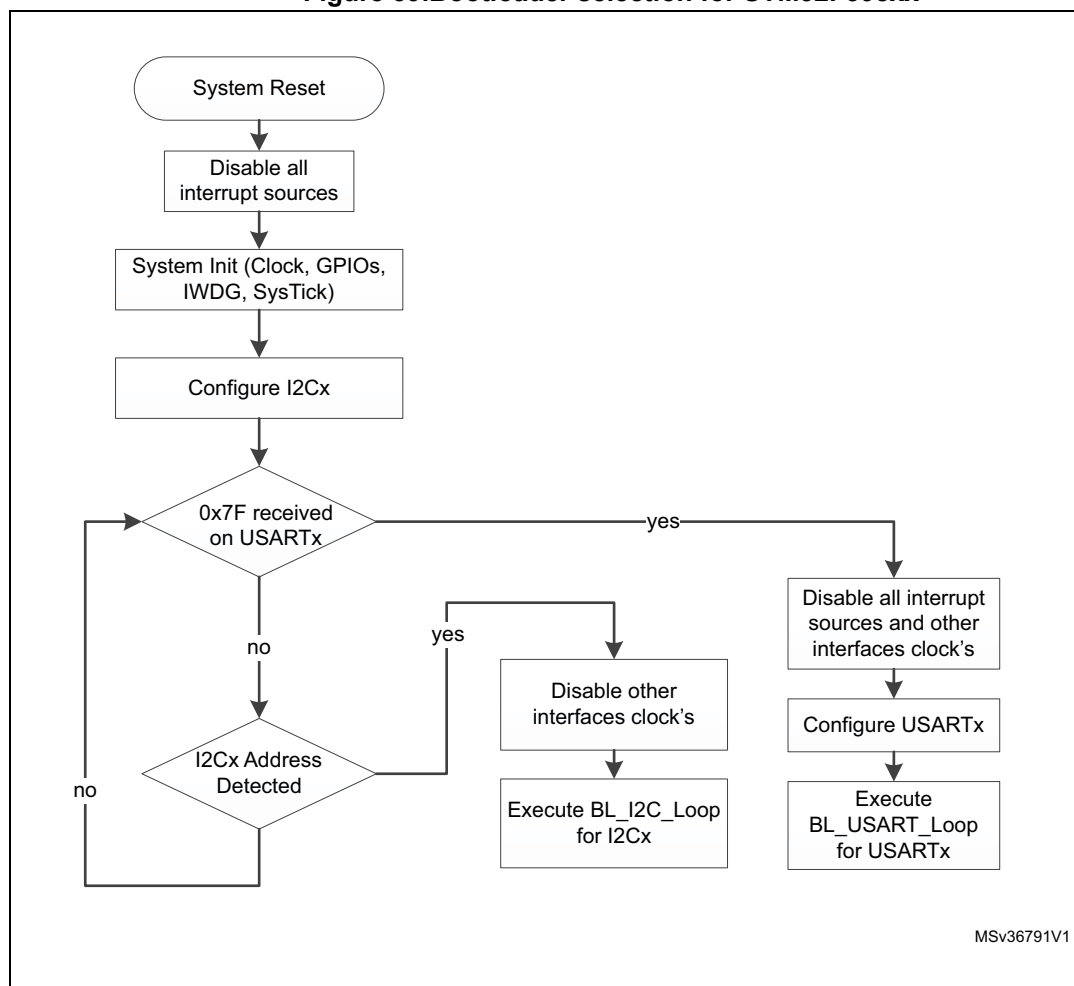 System Reset
Disable all
interrupt sources
System Init (Clock, GPIOs,
IWDG, SysTick)
Configure I2Cx
0x7F received
on USARTx
yes
no
Disable all interrupt
sources and other
interfaces clock's
yes
Disable other
interfaces clock's
Configure USARTx
I2Cx Address
Detected
no
Execute BL_I2C_Loop
for I2Cx
Execute
BL_USART_Loop
for USARTx
MSv36791V1